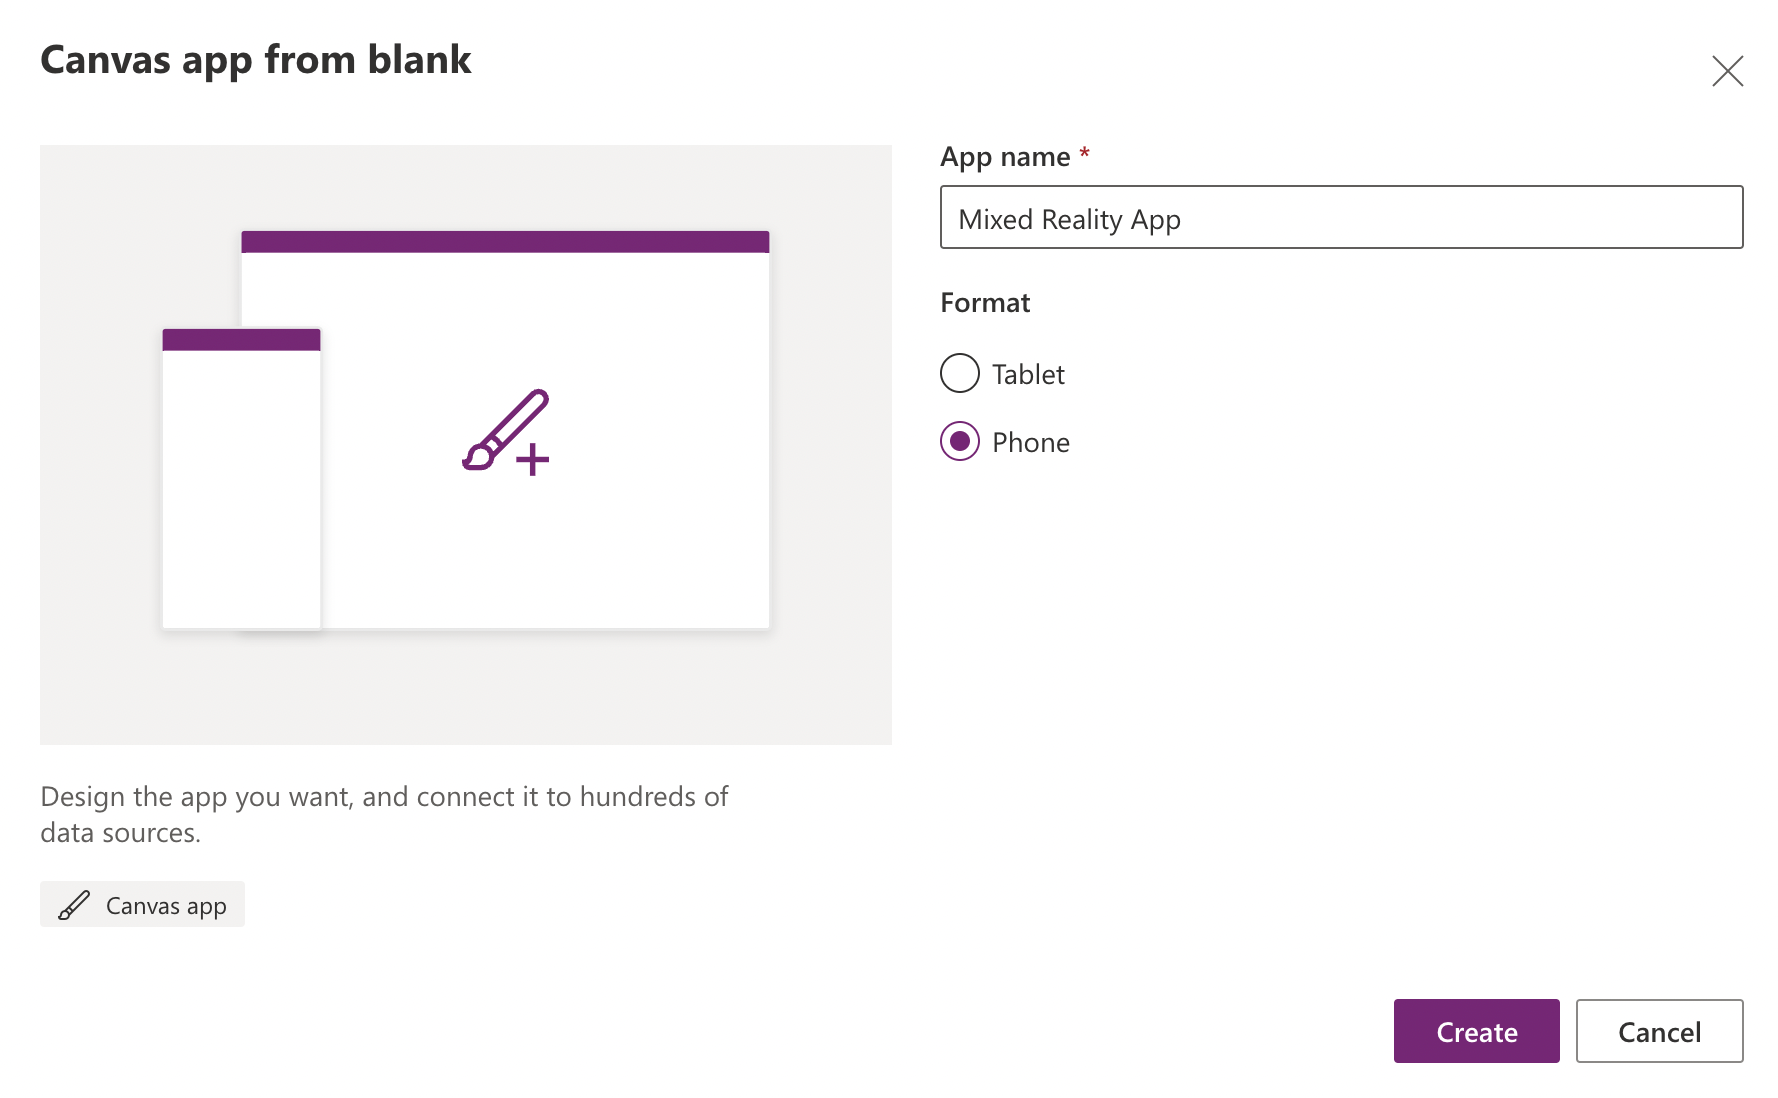 Canvas app from blank
App name *
Mixed Reality App
Format
Tablet
Phone
Design the app you want, and connect it to hundreds of
data sources.
Canvas app
Create
Cancel